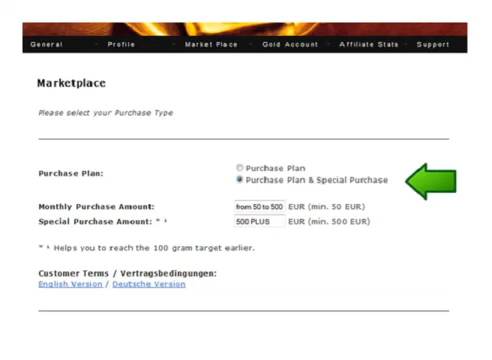 General Profile Market Place Gold Account Affiliate Stats Support
Marketplace
Please select your Purchase Type
Purchase Plan:
Purchase Plan
Purchase Plan & Special Purchase
Monthly Purchase Amount: from 50 to 500 EUR (min. 50 EUR)
Special Purchase Amount: * ¹ 500 PLUS EUR (min. 500 EUR)
* ¹ Helps you to reach the 100 gram target earlier.
Customer Terms / Vertragsbedingungen:
English Version / Deutsche Version